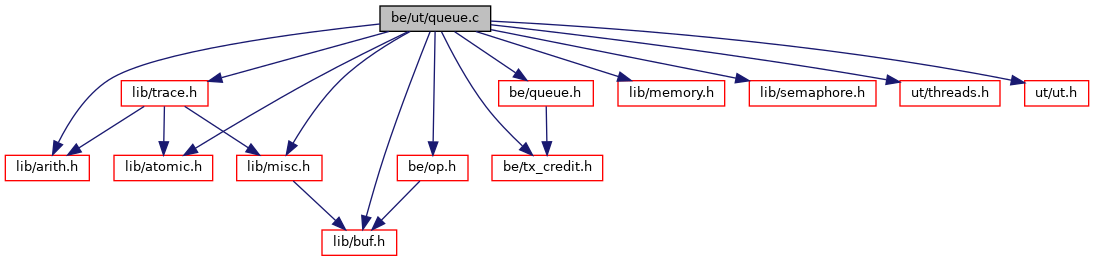 be/ut/queue.c
lib/trace.h
be/queue.h
lib/memory.h
lib/semaphore.h
ut/threads.h
ut/ut.h
lib/arith.h
lib/atomic.h
lib/misc.h
be/op.h
be/tx_credit.h
lib/buf.h